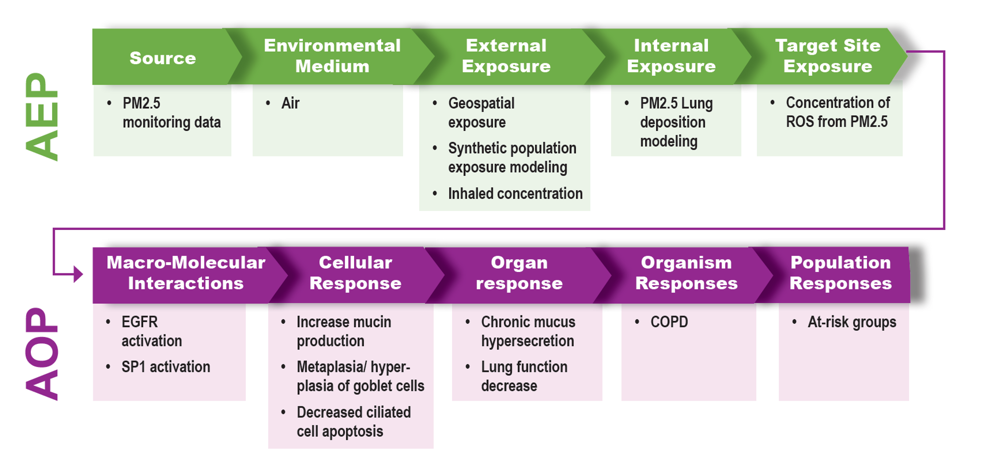 AEP
Source
Environmental
Medium
External
Exposure
Internal
Exposure
Target Site
Exposure
• PM2.5
monitoring data
• Air
• Geospatial
exposure
• Synthetic population
exposure modeling
• Inhaled concentration
• PM2.5 Lung
deposition
modeling
• Concentration of
ROS from PM2.5
AOP
Macro-Molecular
Interactions
Cellular
Response
Organ
response
Organism
Responses
Population
Responses
• EGFR
activation
• SP1 activation
• Increase mucin
production
• Metaplasia/ hyper-
plasia of goblet cells
• Decreased ciliated
cell apoptosis
• Chronic mucus
hypersecretion
• Lung function
decrease
• COPD
• At-risk groups